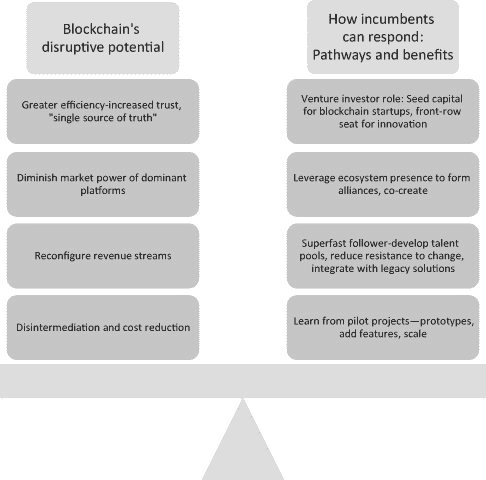 Blockchain's
disruptive potential
Greater efficiency-increased trust,
"single source of truth"
Diminish market power of dominant
platforms
Reconfigure revenue streams
Disintermediation and cost reduction
How incumbents
can respond:
Pathways and benefits
Venture investor role: Seed capital
for blockchain startups, front-row
seat for innovation
Leverage ecosystem presence to form
alliances, co-create
Superfast follower-develop talent
pools, reduce resistance to change,
integrate with legacy solutions
Learn from pilot projects—prototypes,
add features, scale